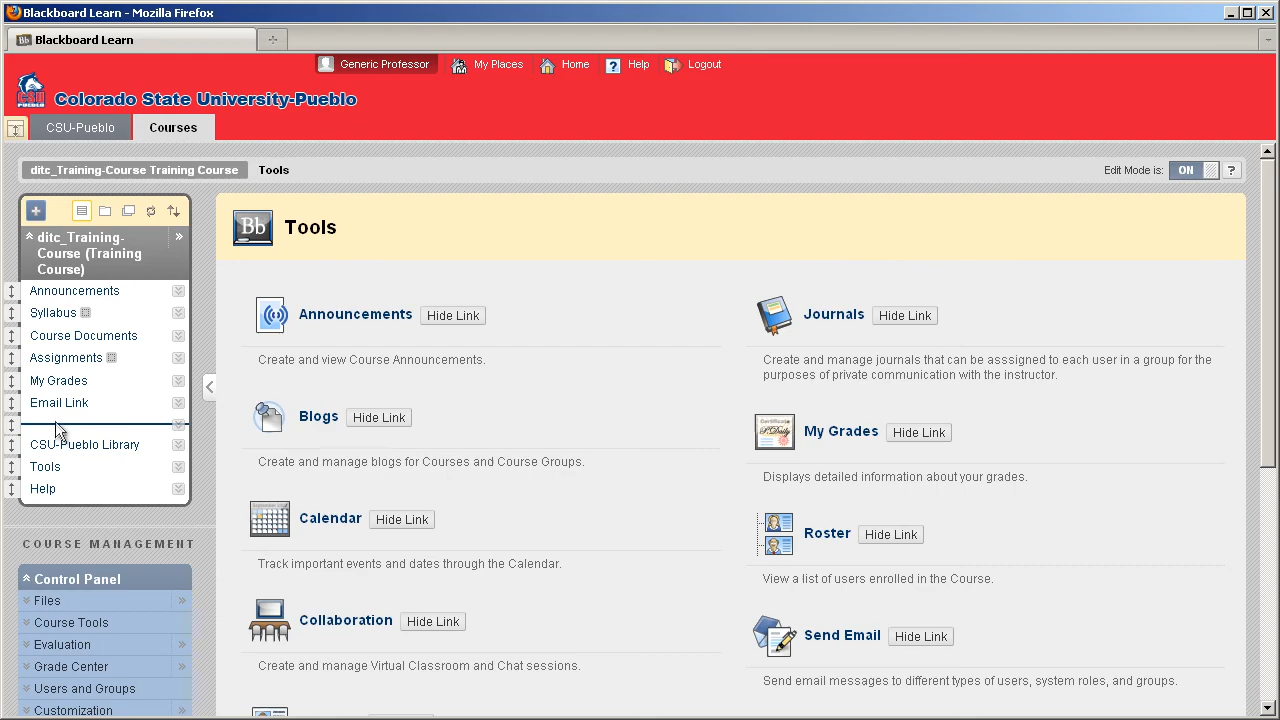 Blackboard Learn - Mozilla Firefox
Bb Blackboard Learn
Generic Professor My Places Home ? Help Logout
CSU PUEBLO Colorado State University-Pueblo
CSU-Pueblo Courses
ditc_Training-Course Training Course Tools Edit Mode is: ON ?
ditc_Training-
Course (Training
Course)
Announcements
Syllabus
Course Documents
Assignments
My Grades
Email Link
CSU-Pueblo Library
Tools
Help
COURSE MANAGEMENT
Control Panel
Files
Course Tools
Evaluation
Grade Center
Users and Groups
Customization
Bb Tools
Announcements Hide Link
Create and view Course Announcements.
Blogs Hide Link
Create and manage blogs for Courses and Course Groups.
Calendar Hide Link
Track important events and dates through the Calendar.
Collaboration Hide Link
Create and manage Virtual Classroom and Chat sessions.
Journals Hide Link
Create and manage journals that can be asssigned to each user in a group for the
purposes of private communication with the instructor.
My Grades Hide Link
Displays detailed information about your grades.
Roster Hide Link
View a list of users enrolled in the Course.
Send Email Hide Link
Send email messages to different types of users, system roles, and groups.